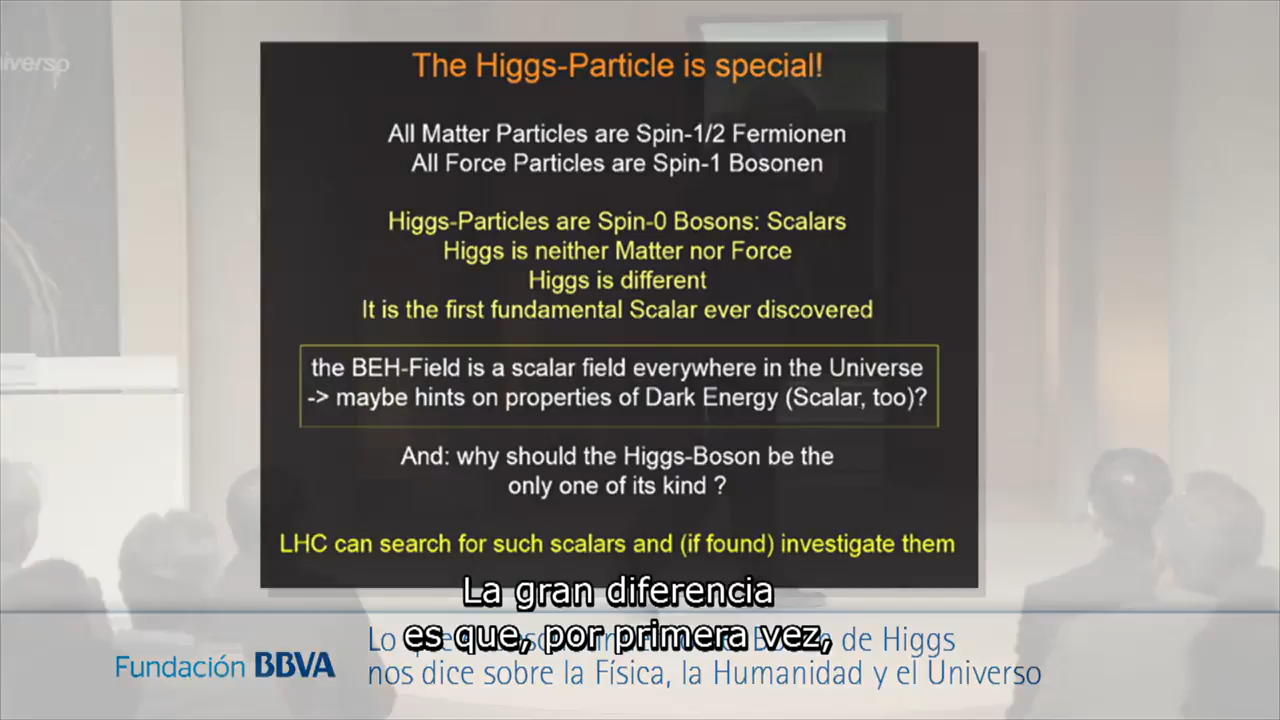 iverso
The Higgs-Particle is special!
All Matter Particles are Spin-1/2 Fermionen
All Force Particles are Spin-1 Bosonen
Higgs-Particles are Spin-0 Bosons: Scalars
Higgs is neither Matter nor Force
Higgs is different
It is the first fundamental Scalar ever discovered
the BEH-Field is a scalar field everywhere in the Universe
-> maybe hints on properties of Dark Energy (Scalar, too)?
And: why should the Higgs-Boson be the
only one of its kind ?
LHC can search for such scalars and (if found) investigate them
La gran diferencia
es que, por primera vez,
Lo de Higgs
Fundación BBVA
nos dice sobre la Física, la Humanidad y el Universo